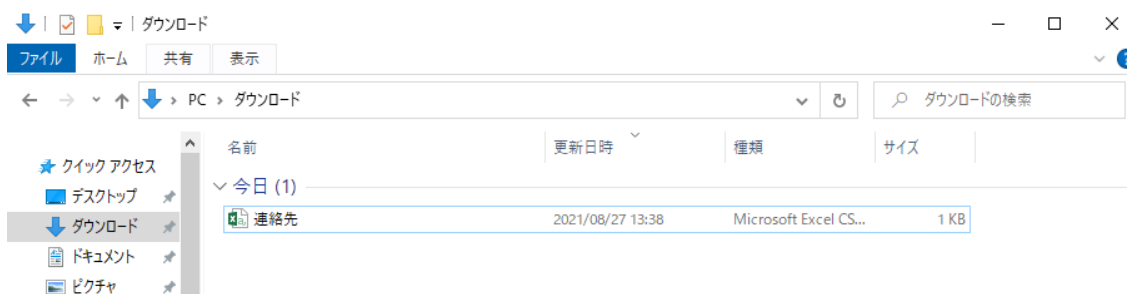 ダウンロード
ファイル ホーム 共有 表示
PC › ダウンロード ダウンロードの検索
名前 更新日時 種類 サイズ
クイック アクセス
今日 (1)
デスクトップ
連絡先 2021/08/27 13:38 Microsoft Excel CS... 1 KB
ダウンロード
ドキュメント
ピクチャ